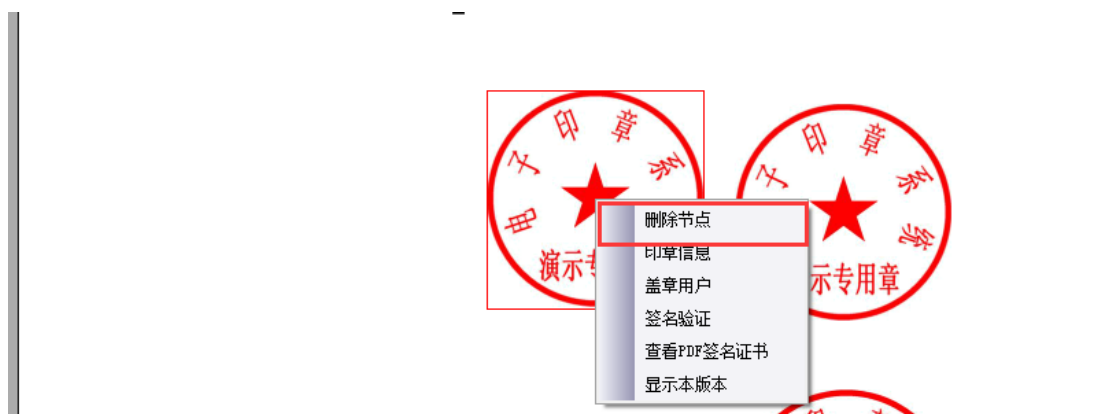 电子印章系
演示专
子印章系统
示专用章
删除节点
印章信息
盖章用户
签名验证
查看PDF签名证书
显示本版本